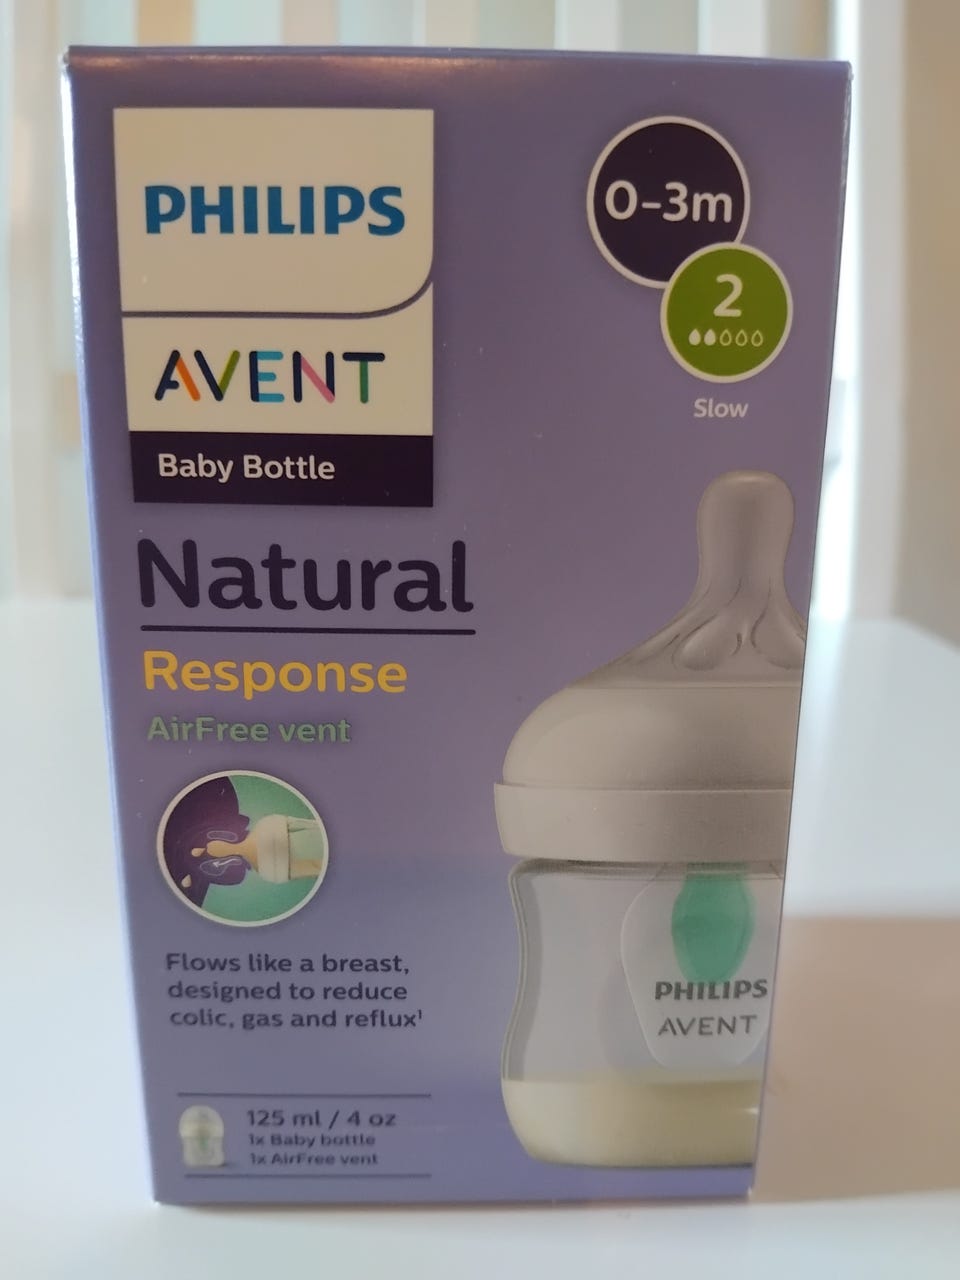 PHILIPS
AVENT
Baby Bottle
0-3m
2
Slow
Natural
Response
AirFree vent
Flows like a breast,
designed to reduce
colic, gas and reflux¹
125 ml / 4 oz
1x Baby bottle
1x AirFree vent
PHILIPS
AVENT